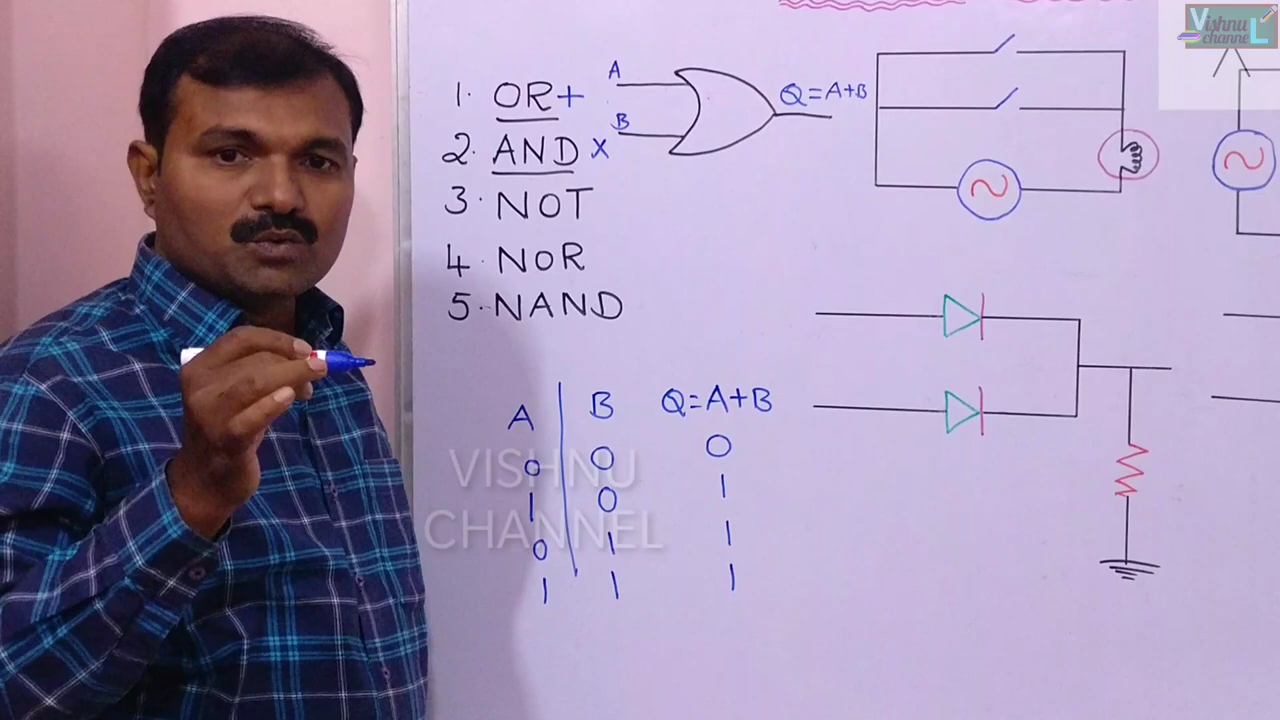 Vishnu
channel
1. OR +
2. AND x
3. NOT
4. NOR
5. NAND
A
B
Q=A+B
A B Q=A+B
0 0 0
1 0 1
0 1 1
1 1 1
VISHNU
CHANNEL